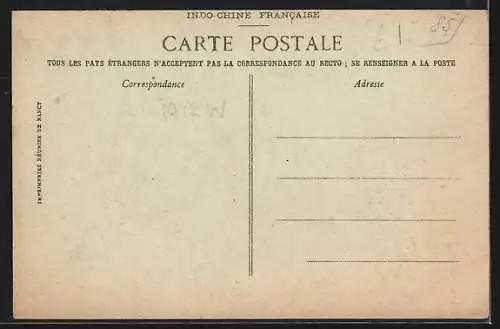 INDO-CHINE FRANÇAISE
CARTE POSTALE
TOUS LES PAYS ÉTRANGERS N'ACCEPTENT PAS LA CORRESPONDANCE AU RECTO ; SE RENSEIGNER A LA POSTE
Correspondance
Adresse
IMPRIMERIES RÉUNIES DE NANCY
85